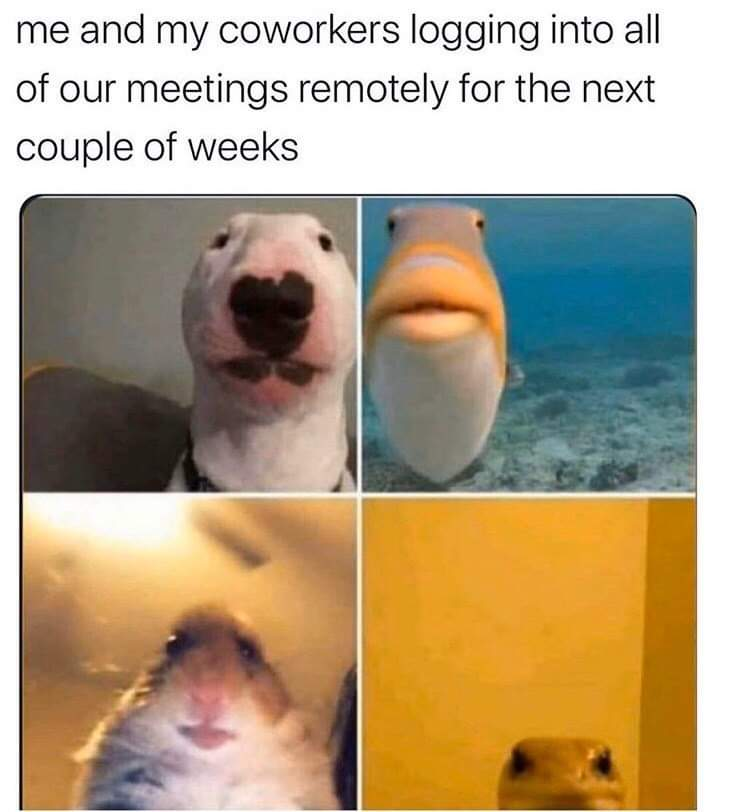 me and my coworkers logging into all
of our meetings remotely for the next
couple of weeks